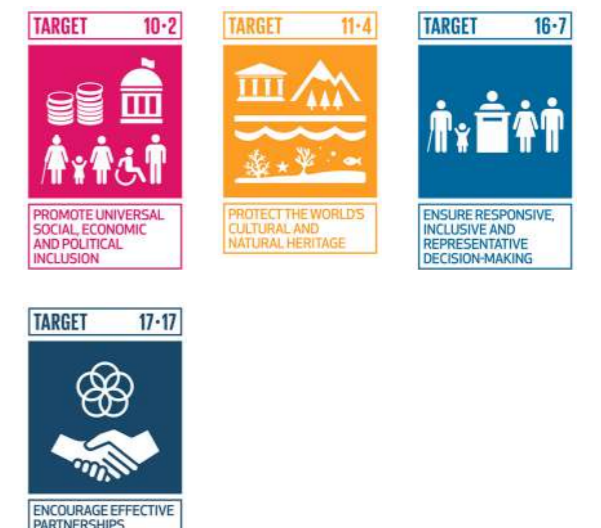 TARGET 10·2
PROMOTE UNIVERSAL
SOCIAL, ECONOMIC
AND POLITICAL
INCLUSION
TARGET 11·4
PROTECT THE WORLD'S
CULTURAL AND
NATURAL HERITAGE
TARGET 16·7
ENSURE RESPONSIVE,
INCLUSIVE AND
REPRESENTATIVE
DECISION-MAKING
TARGET 17·17
ENCOURAGE EFFECTIVE
PARTNERSHIPS